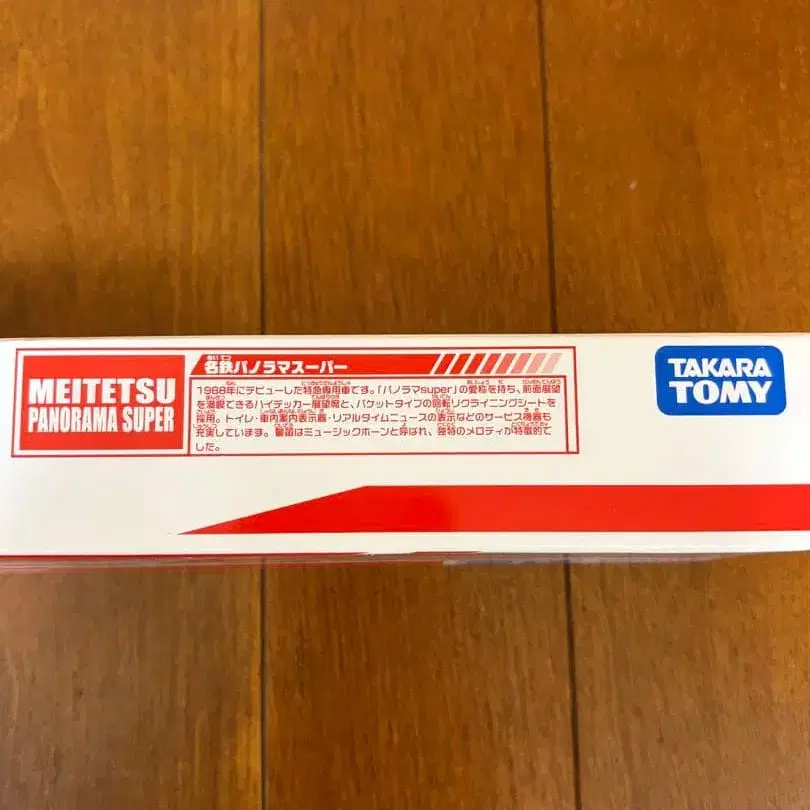 MEITETSU
PANORAMA SUPER
名鉄パノラマスーパー
1988年にデビューした特急専用車です。「パノラマsuper」の愛称を持ち、前面展望
を満喫できるハイデッカー展望席と、バケットタイプの回転リクライニングシートを
採用。トイレ・車内案内表示器・リアルタイムニュースの表示などのサービス機器も
充実しています。警笛はミュージックホーンと呼ばれ、独特のメロディが特徴的で
した。
TAKARA
TOMY